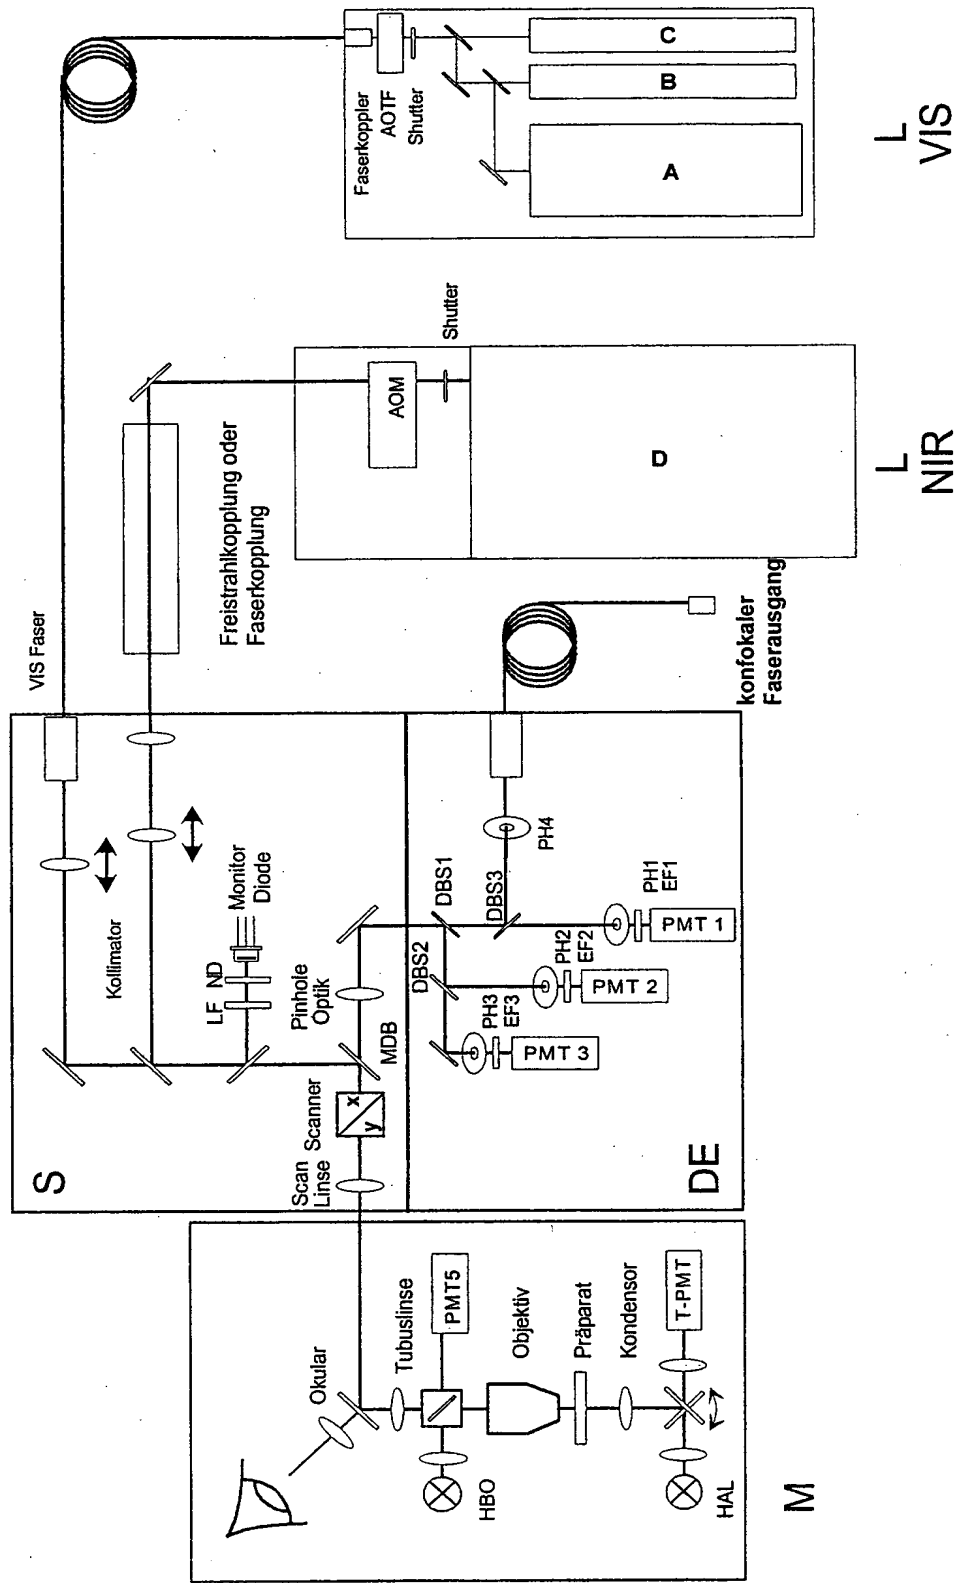 S
VIS Faser
Kollimator
LF
ND
Monitor
Diode
Pinhole
Optik
MDB
Scanner
x
y
Scan
Linse
Freistrahlkopplung oder
Faserkopplung
AOM
Shutter
D
L
NIR
Faserkoppler
AOTF
Shutter
C
B
A
L
VIS
DE
DBS1
DBS2
DBS3
PH4
PH1
EF1
PMT 1
PH2
EF2
PMT 2
PH3
EF3
PMT 3
konfokaler
Faserausgang
M
Okular
Tubuslinse
PMT5
HBO
Objektiv
Präparat
Kondensor
T-PMT
HAL